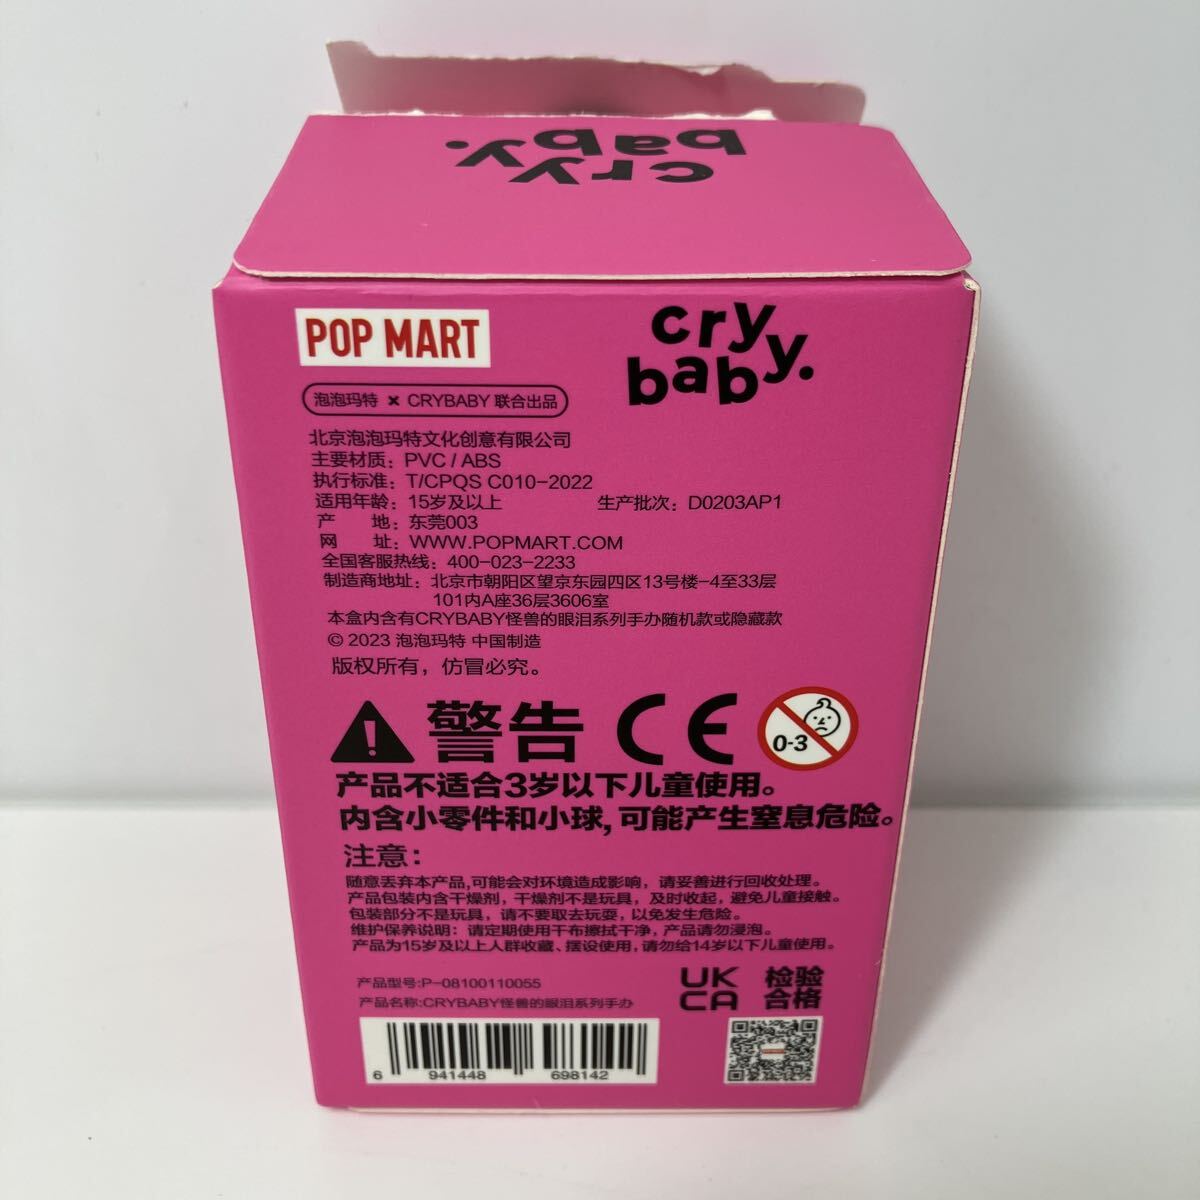 cry
baby.
POP MART
cry
baby.
泡泡玛特 × CRYBABY 联合出品
北京泡泡玛特文化创意有限公司
主要材质：PVC / ABS
执行标准：T/CPQS C010-2022
适用年龄：15岁及以上 生产批次：D0203AP1
产 地：东莞003
网 址：WWW.POPMART.COM
全国客服热线：400-023-2233
制造商地址：北京市朝阳区望京东园四区13号楼-4至33层
101内A座36层3606室
本盒内含有CRYBABY怪兽的眼泪系列手办随机款或隐藏款
© 2023 泡泡玛特 中国制造
版权所有，仿冒必究。
警告 CE 0-3
产品不适合3岁以下儿童使用。
内含小零件和小球,可能产生窒息危险。
注意：
随意丢弃本产品,可能会对环境造成影响，请妥善进行回收处理。
产品包装内含干燥剂，干燥剂不是玩具，及时收起，避免儿童接触。
包装部分不是玩具，请不要取去玩耍，以免发生危险。
维护保养说明：请定期使用干布擦拭干净，产品请勿浸泡。
产品为15岁及以上人群收藏、摆设使用，请勿给14岁以下儿童使用。
产品型号:P-08100110055
产品名称:CRYBABY怪兽的眼泪系列手办
UK
CA
检验
合格
6 941448 698142